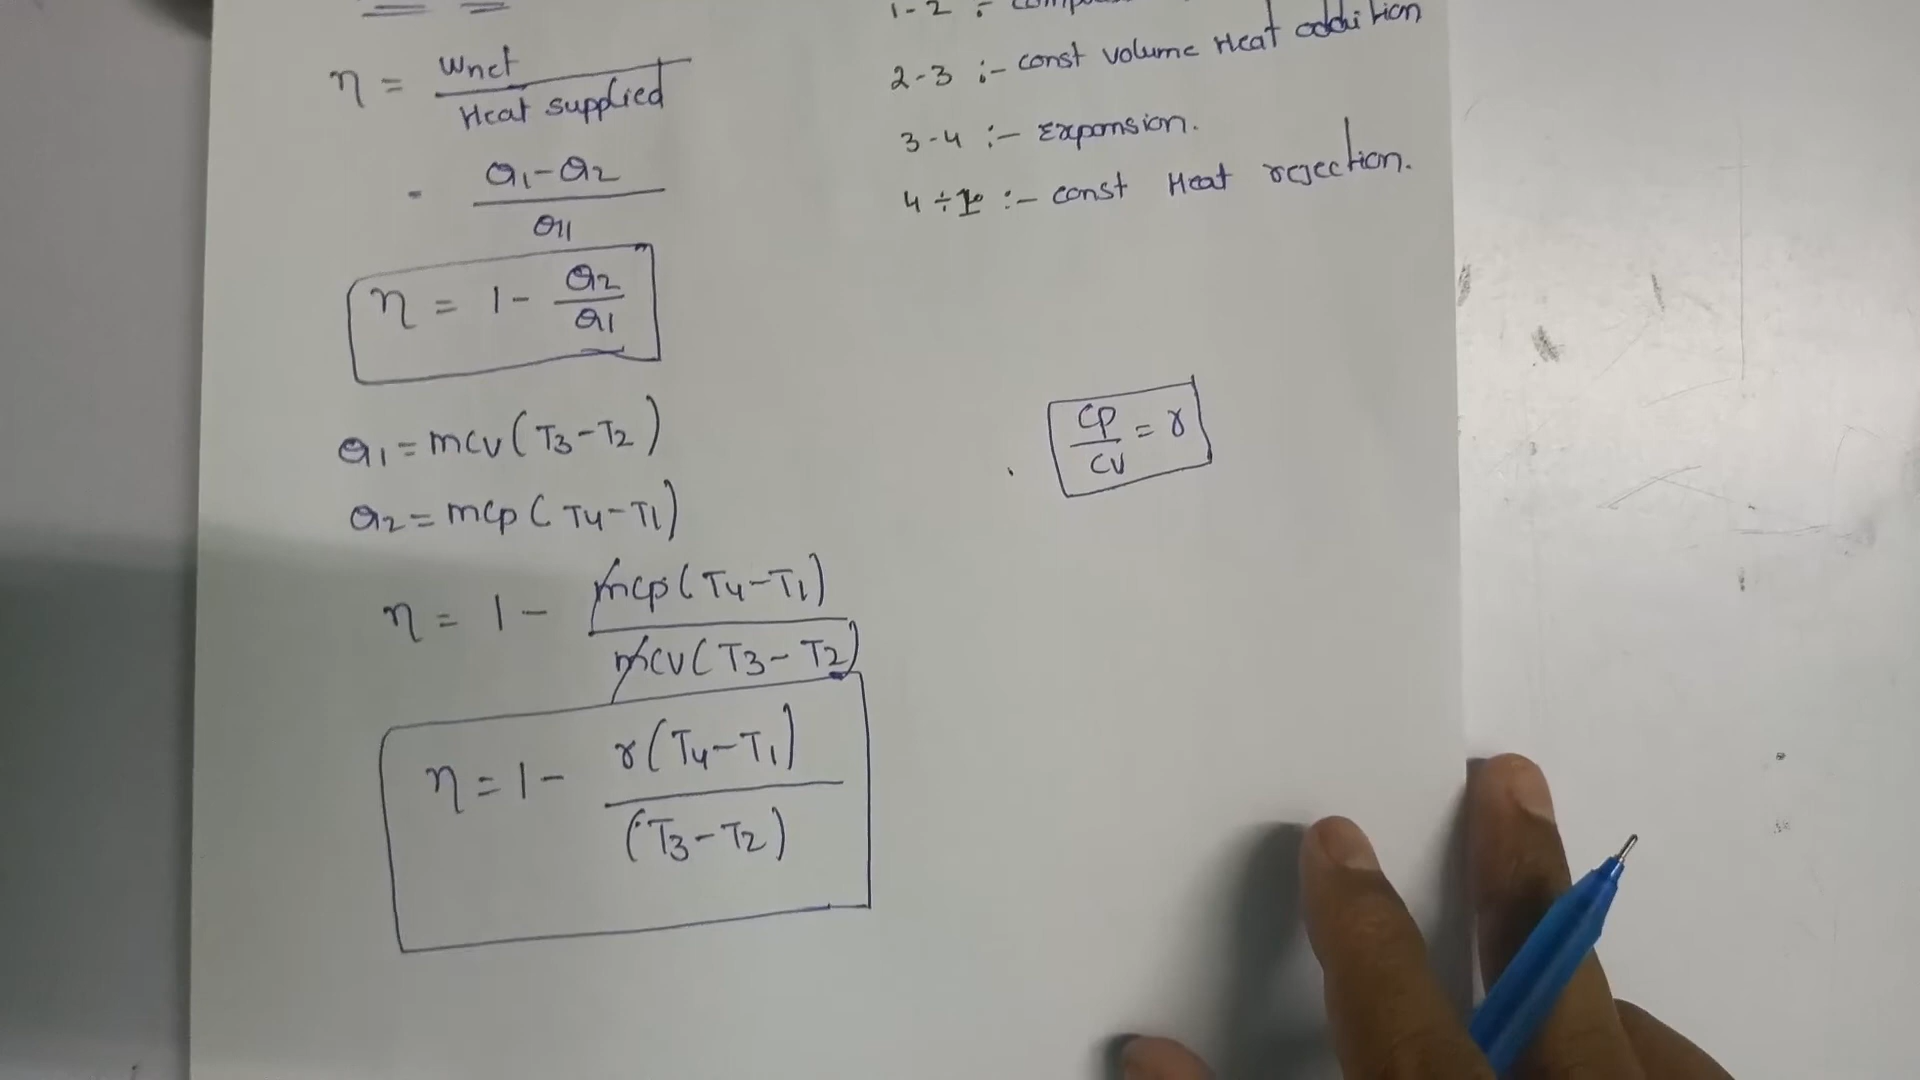 η = Wnet / Heat supplied
= Q1-Q2 / Q1
η = 1 - Q2/Q1
Q1 = mcv(T3-T2)
Q2 = mcp(T4-T1)
η = 1 - mcp(T4-T1) / mcv(T3-T2)
η = 1 - γ(T4-T1) / (T3-T2)
1-2 :
2-3 :- const volume Heat addition
3-4 :- Expansion.
4 ÷ 1 :- const Heat rejection.
Cp/Cv = γ